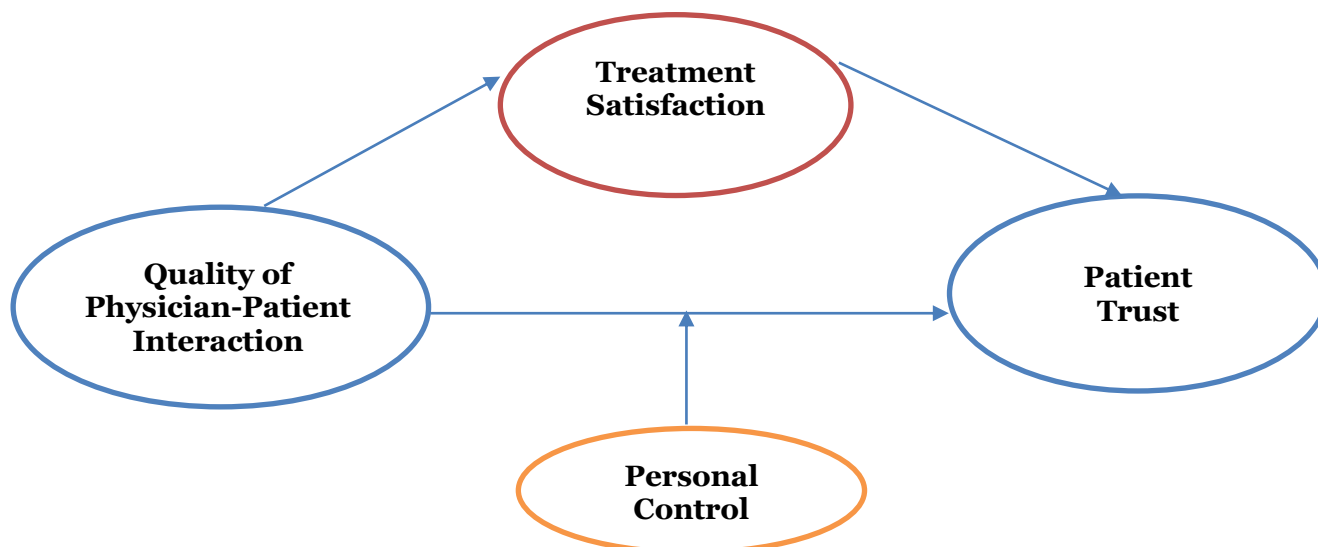 Treatment
Satisfaction
Quality of
Physician-Patient
Interaction
Patient
Trust
Personal
Control